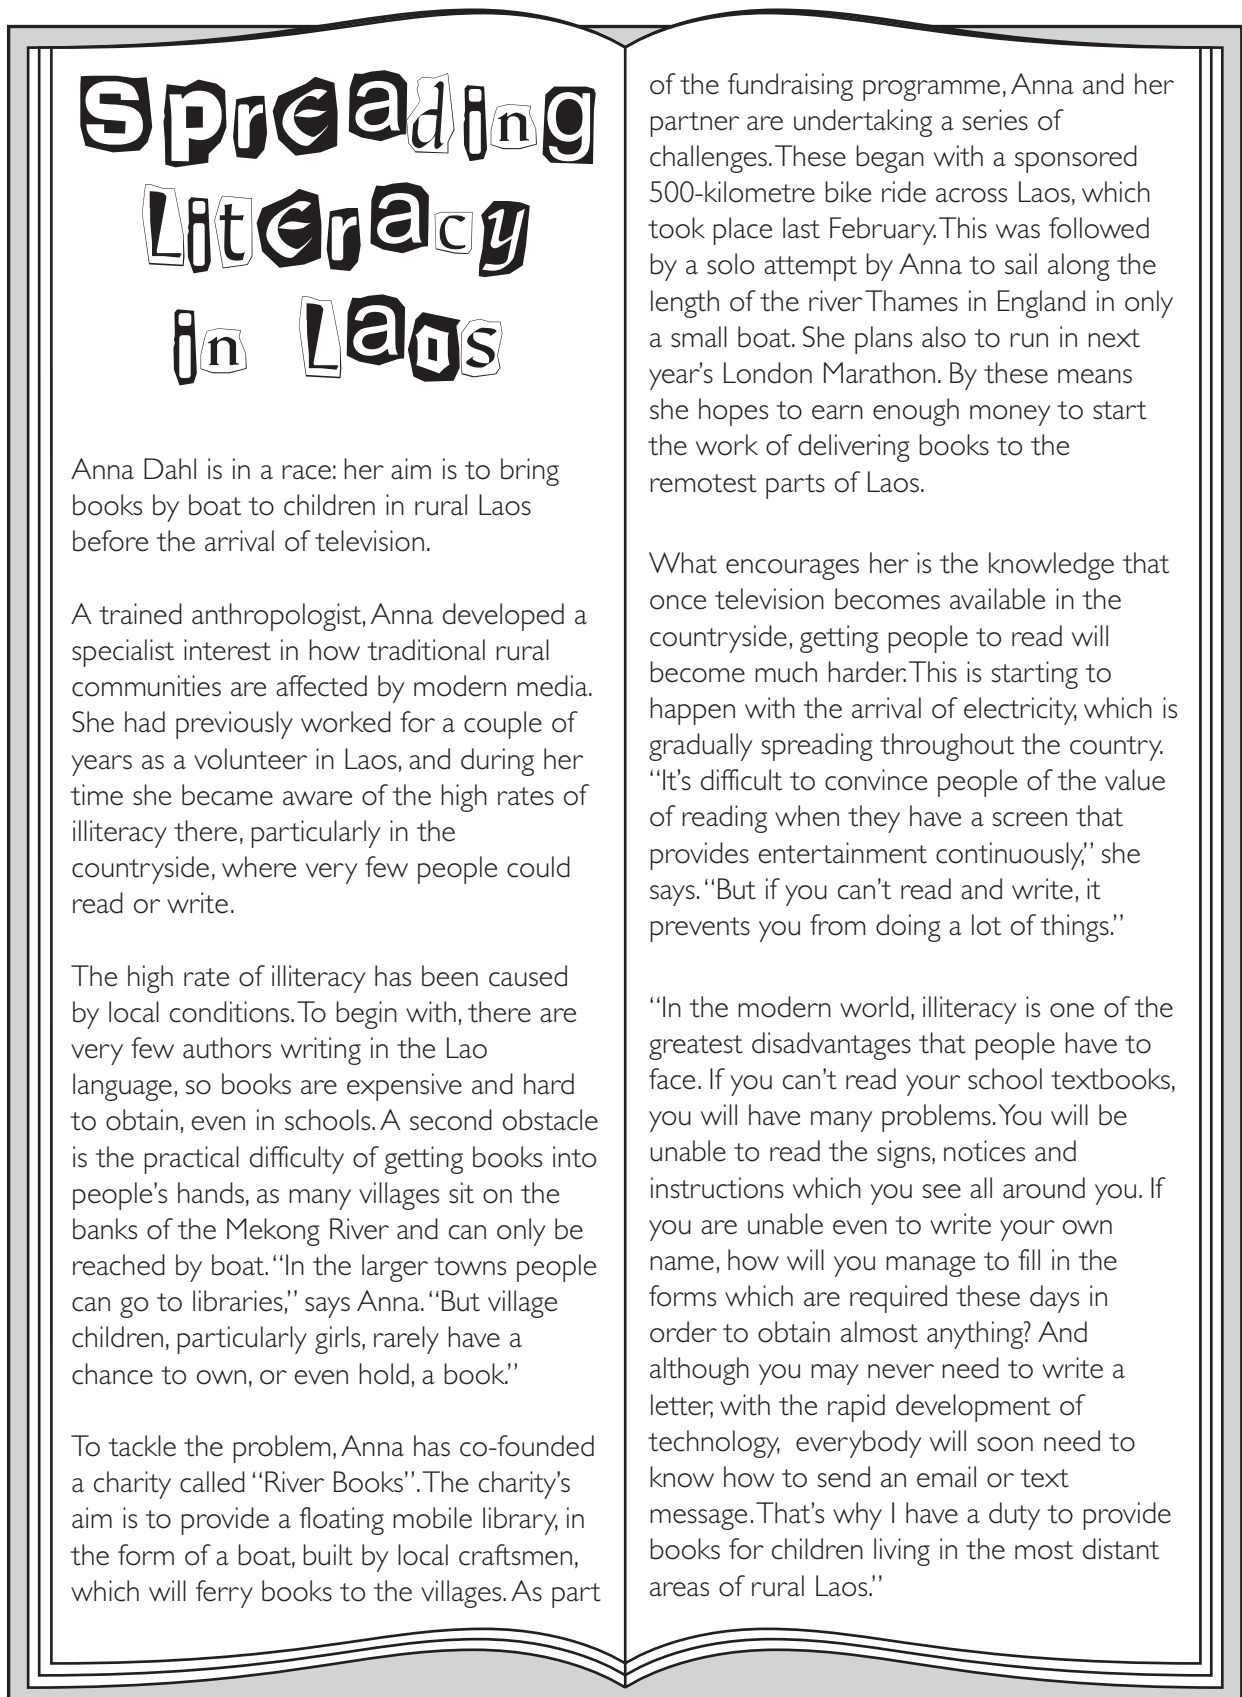 Spreading
Literacy
in Laos
Anna Dahl is in a race: her aim is to bring
books by boat to children in rural Laos
before the arrival of television.
A trained anthropologist, Anna developed a
specialist interest in how traditional rural
communities are affected by modern media.
She had previously worked for a couple of
years as a volunteer in Laos, and during her
time she became aware of the high rates of
illiteracy there, particularly in the
countryside, where very few people could
read or write.
The high rate of illiteracy has been caused
by local conditions. To begin with, there are
very few authors writing in the Lao
language, so books are expensive and hard
to obtain, even in schools. A second obstacle
is the practical difficulty of getting books into
people's hands, as many villages sit on the
banks of the Mekong River and can only be
reached by boat. “In the larger towns people
can go to libraries,” says Anna. “But village
children, particularly girls, rarely have a
chance to own, or even hold, a book.”
To tackle the problem, Anna has co-founded
a charity called “River Books”. The charity's
aim is to provide a floating mobile library, in
the form of a boat, built by local craftsmen,
which will ferry books to the villages. As part
of the fundraising programme, Anna and her
partner are undertaking a series of
challenges. These began with a sponsored
500-kilometre bike ride across Laos, which
took place last February. This was followed
by a solo attempt by Anna to sail along the
length of the river Thames in England in only
a small boat. She plans also to run in next
year's London Marathon. By these means
she hopes to earn enough money to start
the work of delivering books to the
remotest parts of Laos.
What encourages her is the knowledge that
once television becomes available in the
countryside, getting people to read will
become much harder. This is starting to
happen with the arrival of electricity, which is
gradually spreading throughout the country.
“It's difficult to convince people of the value
of reading when they have a screen that
provides entertainment continuously,” she
says. “But if you can't read and write, it
prevents you from doing a lot of things.”
“In the modern world, illiteracy is one of the
greatest disadvantages that people have to
face. If you can't read your school textbooks,
you will have many problems. You will be
unable to read the signs, notices and
instructions which you see all around you. If
you are unable even to write your own
name, how will you manage to fill in the
forms which are required these days in
order to obtain almost anything? And
although you may never need to write a
letter, with the rapid development of
technology, everybody will soon need to
know how to send an email or text
message. That's why I have a duty to provide
books for children living in the most distant
areas of rural Laos.”